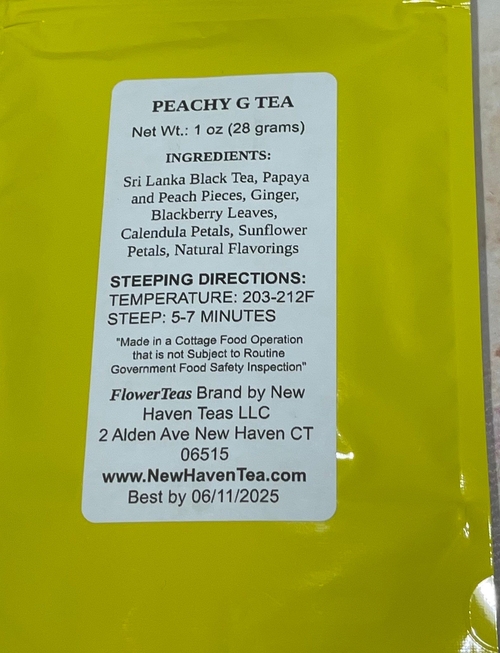 PEACHY G TEA
Net Wt.: 1 oz (28 grams)
INGREDIENTS:
Sri Lanka Black Tea, Papaya
and Peach Pieces, Ginger,
Blackberry Leaves,
Calendula Petals, Sunflower
Petals, Natural Flavorings
STEEPING DIRECTIONS:
TEMPERATURE: 203-212F
STEEP: 5-7 MINUTES
"Made in a Cottage Food Operation
that is not Subject to Routine
Government Food Safety Inspection"
FlowerTeas Brand by New
Haven Teas LLC
2 Alden Ave New Haven CT
06515
www.NewHavenTea.com
Best by 06/11/2025